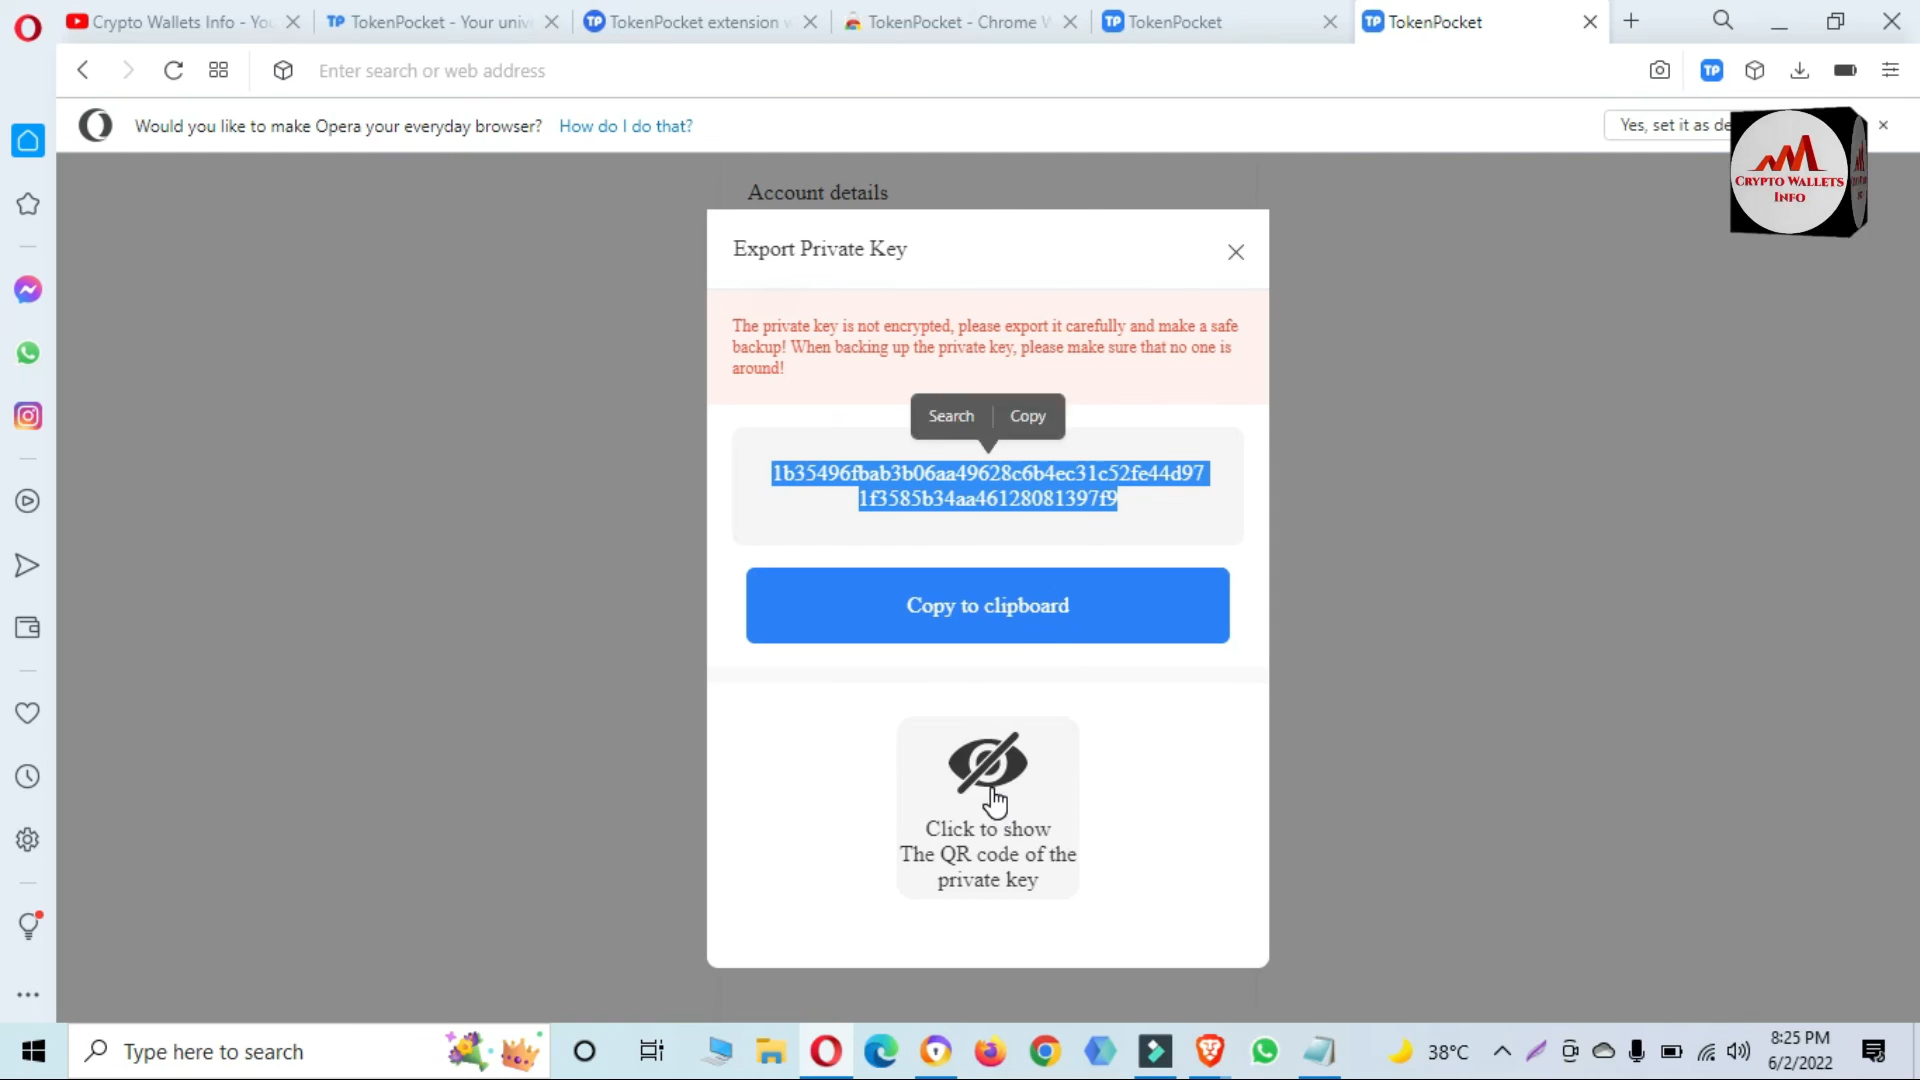 Crypto Wallets Info - You
TokenPocket - Your univ
TokenPocket extension w
TokenPocket - Chrome W
TokenPocket
TokenPocket
Enter search or web address
Would you like to make Opera your everyday browser? How do I do that?
Yes, set it as de
CRYPTO WALLETS
INFO
Account details
Export Private Key
The private key is not encrypted, please export it carefully and make a safe
backup! When backing up the private key, please make sure that no one is
around!
Search
Copy
1b35496fbab3b06aa49628c6b4ec31c52fe44d97
1f3585b34aa46128081397f9
Copy to clipboard
Click to show
The QR code of the
private key
Type here to search
38°C
8:25 PM
6/2/2022